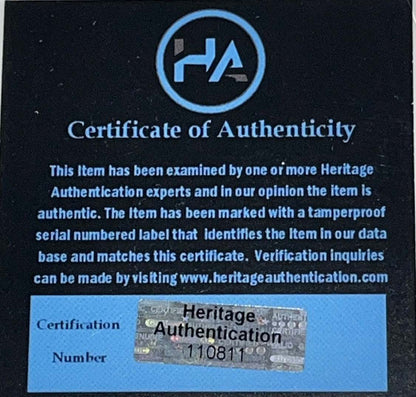 HA
Certificate of Authenticity
This Item has been examined by one or more Heritage
Authentication experts and in our opinion the item is
authentic. The Item has been marked with a tamperproof
serial numbered label that identifies the Item in our data
base and matches this certificate. Verification inquiries
can be made by visiting www.heritageauthentication.com
Certification
Number
Heritage
Authentication
110811